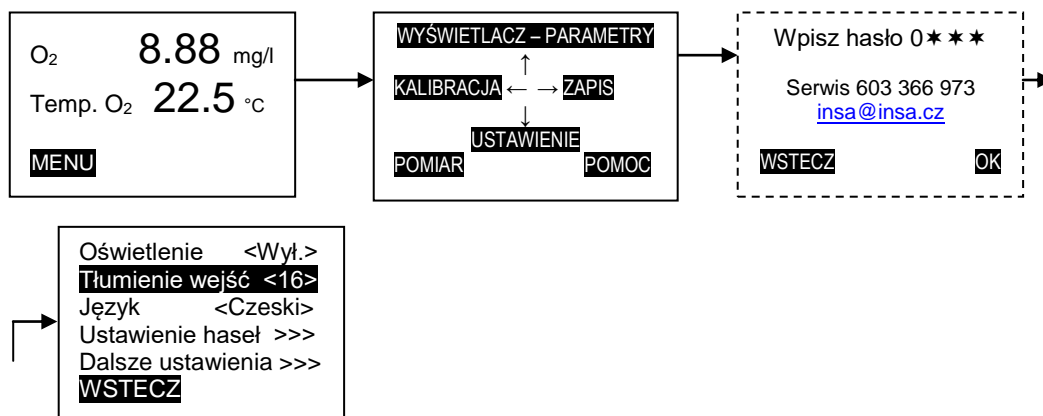 O₂ 8.88 mg/l
Temp. O₂ 22.5 °C
MENU
WYŚWIETLACZ – PARAMETRY
↑
KALIBRACJA ← → ZAPIS
↓
USTAWIENIE
POMIAR POMOC
Wpisz hasło 0✶✶✶
Serwis 603 366 973
insa@insa.cz
WSTECZ OK
Oświetlenie <Wył.>
Tłumienie wejść <16>
Język <Czeski>
Ustawienie haseł >>>
Dalsze ustawienia >>>
WSTECZ